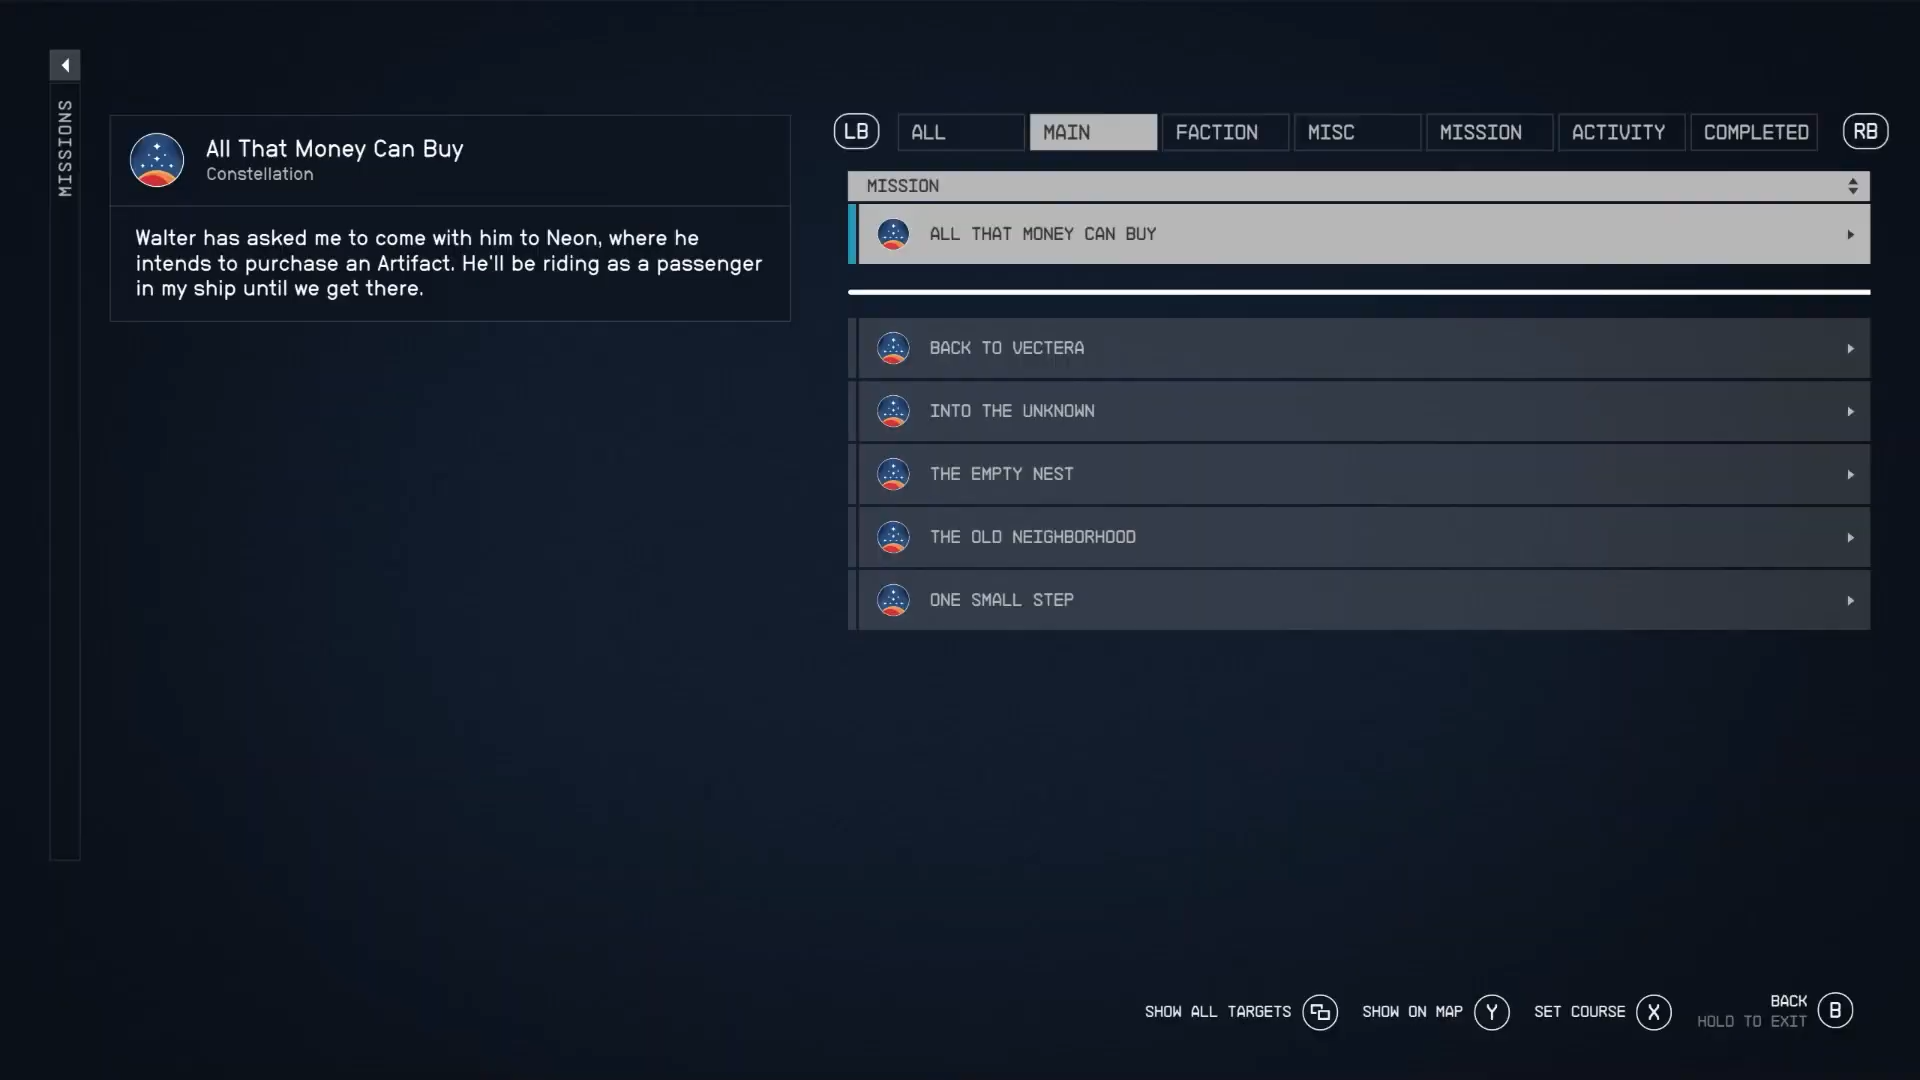 MISSIONS
All That Money Can Buy
Constellation
Walter has asked me to come with him to Neon, where he
intends to purchase an Artifact. He'll be riding as a passenger
in my ship until we get there.
LB ALL MAIN FACTION MISC MISSION ACTIVITY COMPLETED RB
MISSION
ALL THAT MONEY CAN BUY
BACK TO VECTERA
INTO THE UNKNOWN
THE EMPTY NEST
THE OLD NEIGHBORHOOD
ONE SMALL STEP
SHOW ALL TARGETS SHOW ON MAP Y SET COURSE X BACK B
HOLD TO EXIT